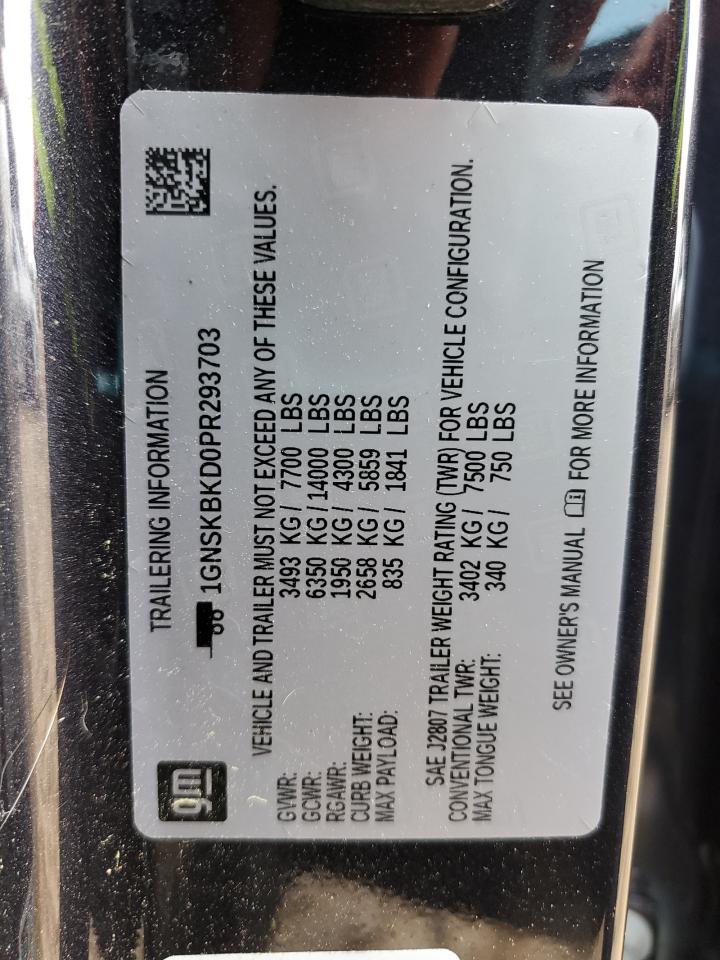 gm
TRAILERING INFORMATION
1GNSKBKD0PR293703
VEHICLE AND TRAILER MUST NOT EXCEED ANY OF THESE VALUES.
GVWR: 3493 KG / 7700 LBS
GCWR: 6350 KG / 14000 LBS
RGAWR: 1950 KG / 4300 LBS
CURB WEIGHT: 2658 KG / 5859 LBS
MAX PAYLOAD: 835 KG / 1841 LBS
SAE J2807 TRAILER WEIGHT RATING (TWR) FOR VEHICLE CONFIGURATION.
CONVENTIONAL TWR: 3402 KG / 7500 LBS
MAX TONGUE WEIGHT: 340 KG / 750 LBS
SEE OWNER'S MANUAL FOR MORE INFORMATION